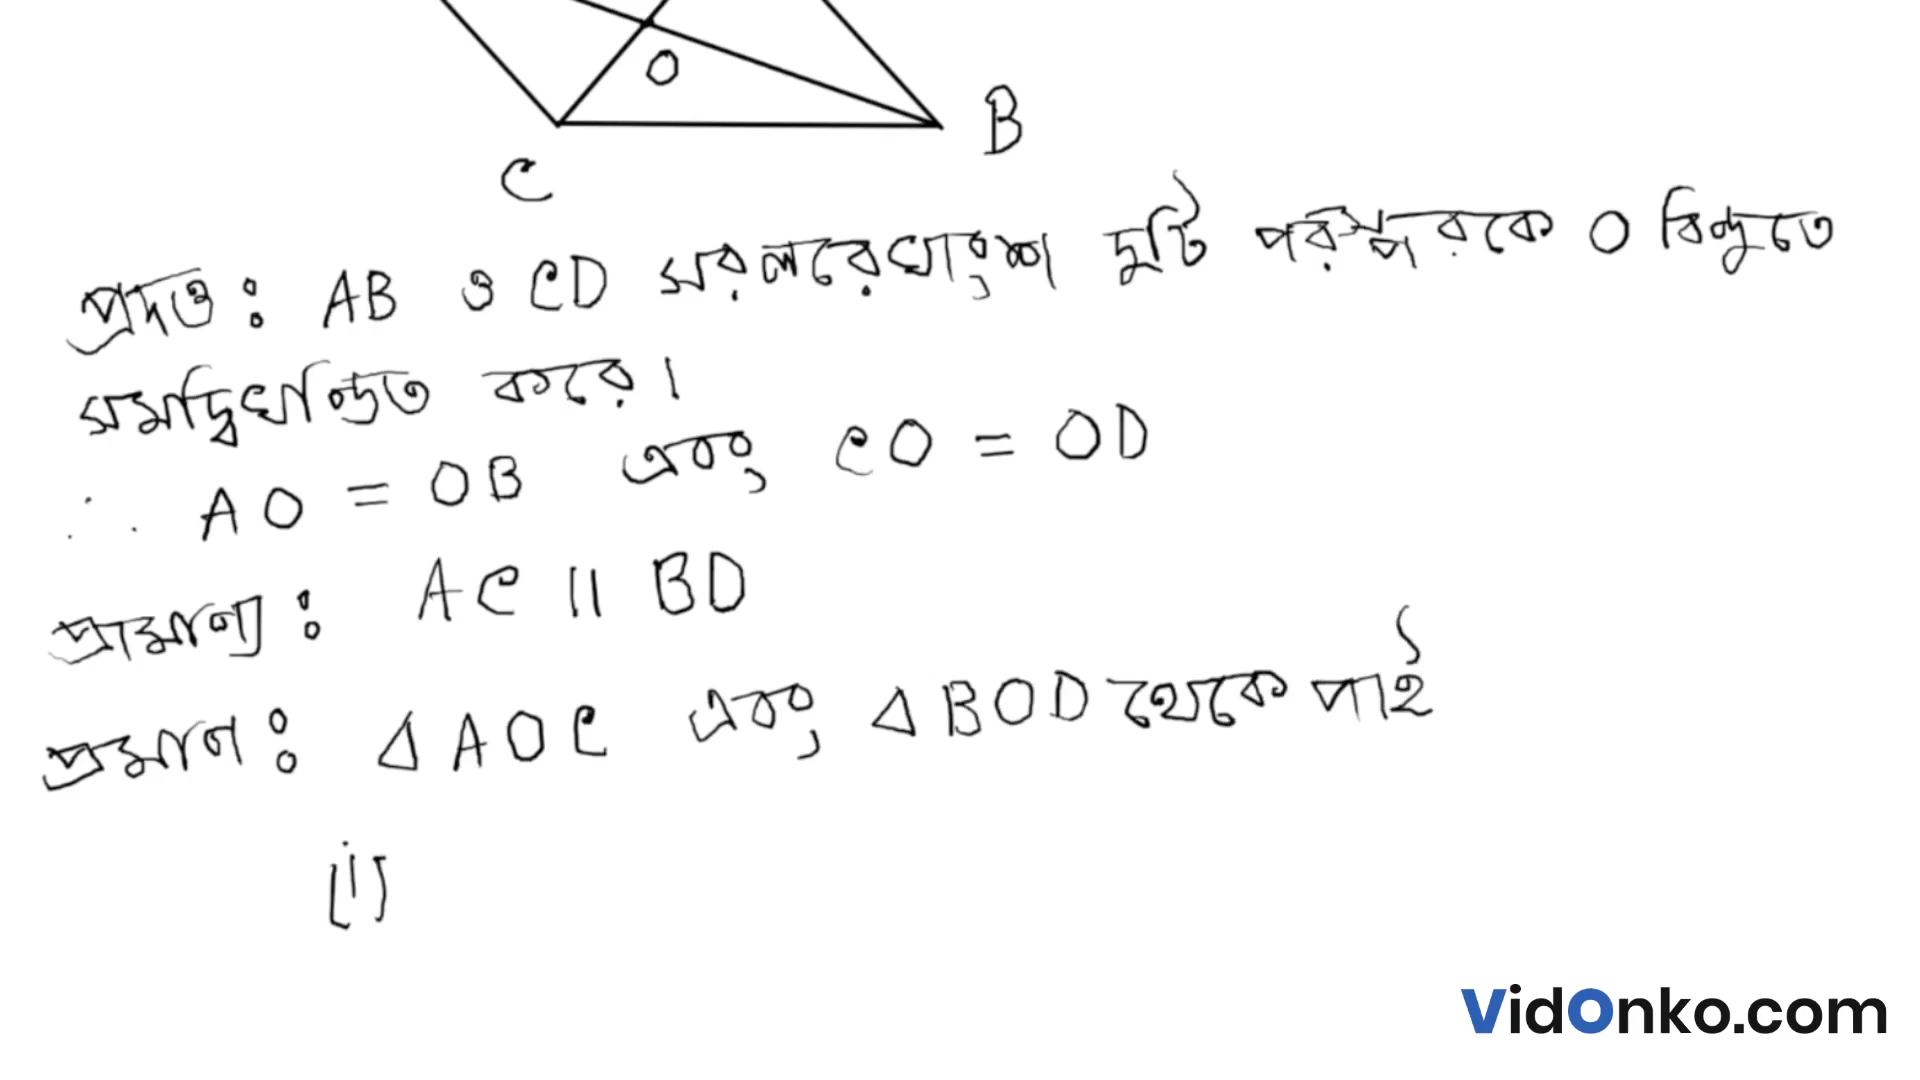 O
B
C
প্রদত্ত : AB ও CD সরলরেখাংশ দুটি পরস্পরকে O বিন্দুতে
সমদ্বিখণ্ডিত করে।
∴ AO = OB এবং CO = OD
প্রামাণ্য : AC || BD
প্রমাণ : Δ AOC এবং Δ BOD থেকে পাই
(i)
VidOnko.com